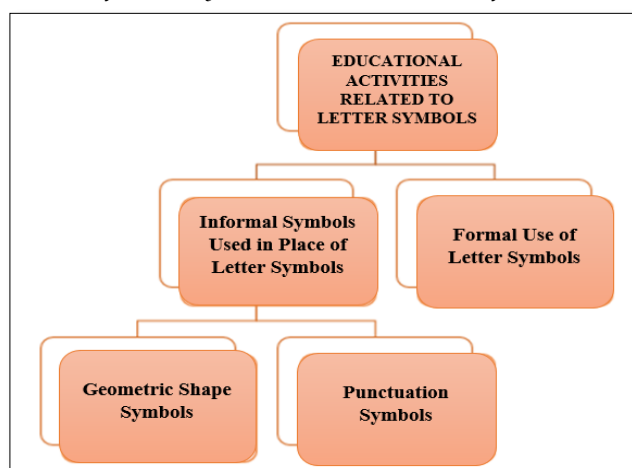 EDUCATIONAL
ACTIVITIES
RELATED TO
LETTER SYMBOLS
Informal Symbols
Used in Place of
Letter Symbols
Formal Use of
Letter Symbols
Geometric Shape
Symbols
Punctuation
Symbols